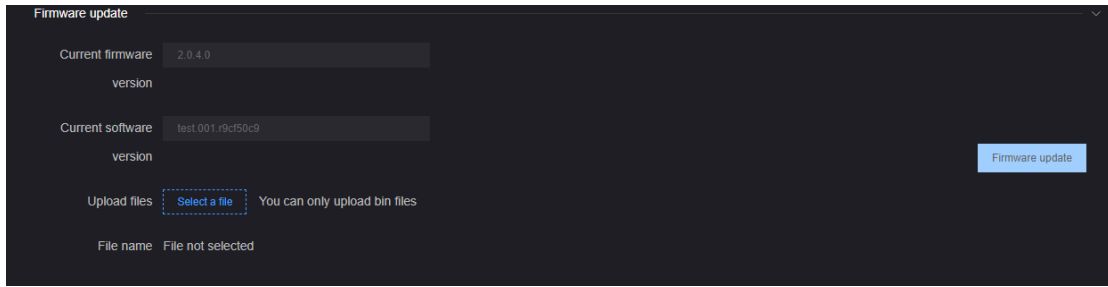 Firmware update
Current firmware
2.0.4.0
version
Current software
test.001.r9cf50c9
version
Firmware update
Upload files
Select a file
You can only upload bin files
File name
File not selected